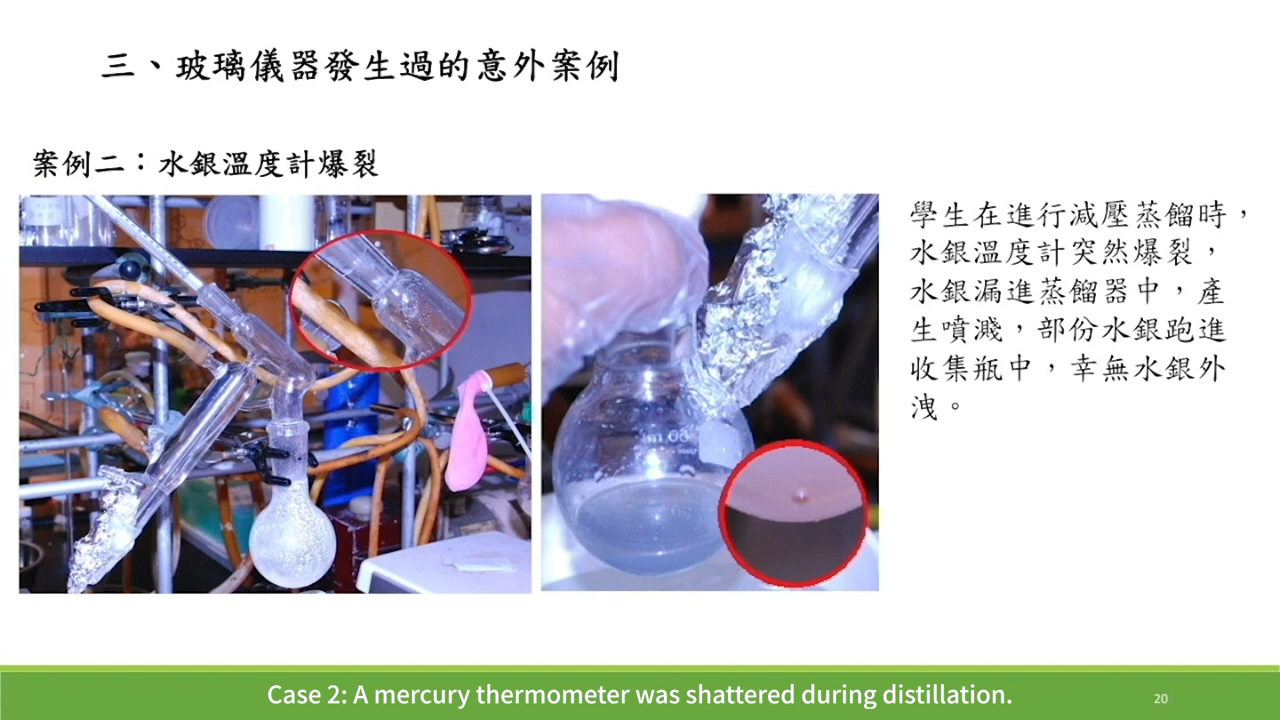 三、玻璃儀器發生過的意外案例
案例二：水銀溫度計爆裂
學生在進行減壓蒸餾時，
水銀溫度計突然爆裂，
水銀漏進蒸餾器中，產
生噴濺，部份水銀跑進
收集瓶中，幸無水銀外
洩。
Case 2: A mercury thermometer was shattered during distillation.
20